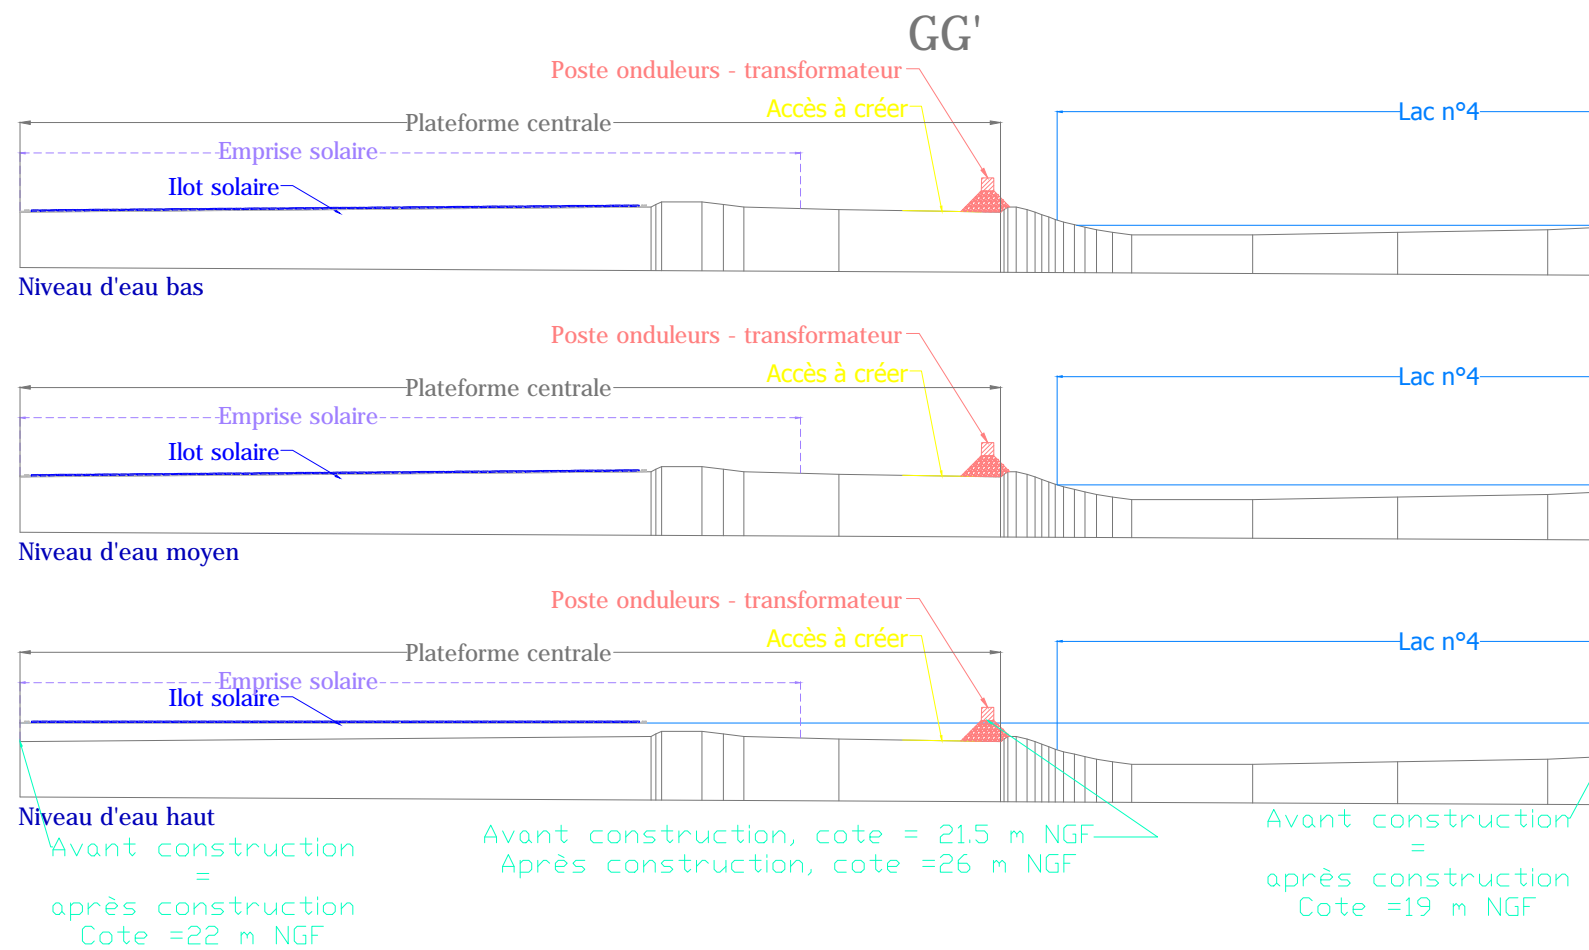 GG'
Poste onduleurs - transformateur
Accès à créer
Lac n°4
Plateforme centrale
Emprise solaire
Ilot solaire
Niveau d'eau bas
Poste onduleurs - transformateur
Accès à créer
Lac n°4
Plateforme centrale
Emprise solaire
Ilot solaire
Niveau d'eau moyen
Poste onduleurs - transformateur
Accès à créer
Lac n°4
Plateforme centrale
Emprise solaire
Ilot solaire
Niveau d'eau haut
Avant construction
=
après construction
Cote =22 m NGF
Avant construction, cote = 21.5 m NGF
Après construction, cote =26 m NGF
Avant construction
=
après construction
Cote =19 m NGF